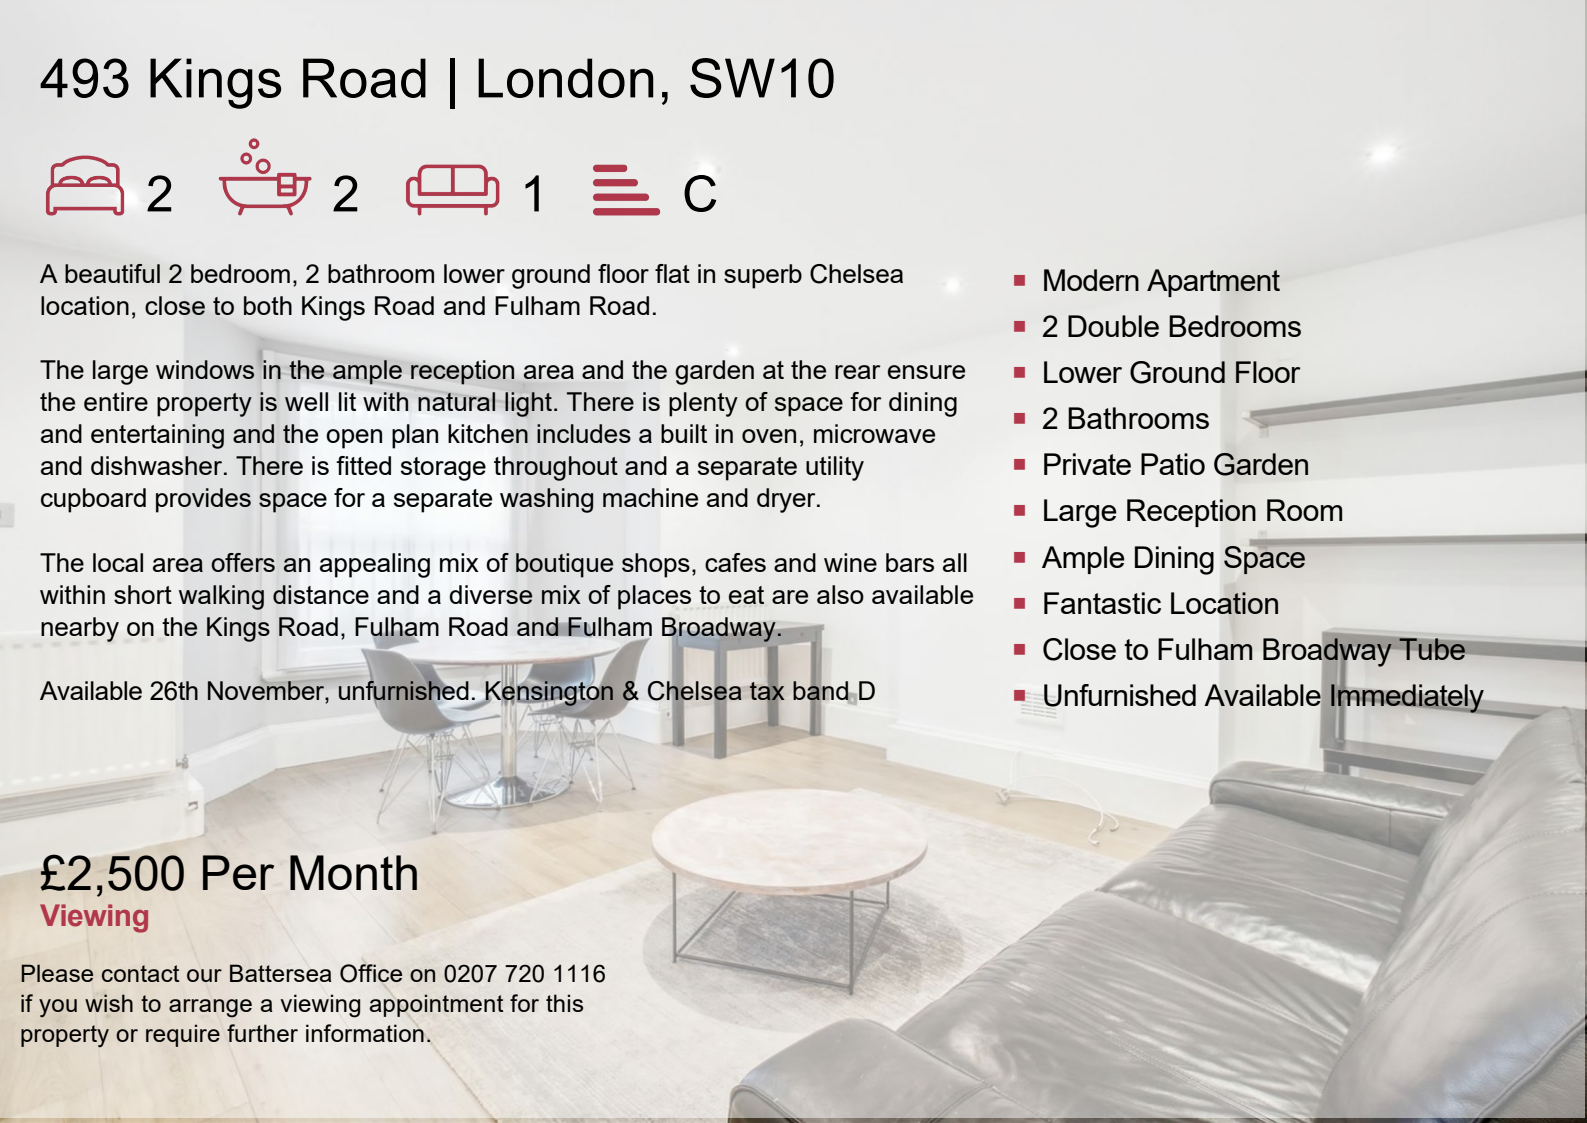 493 Kings Road | London, SW10
2 2 1 C
A beautiful 2 bedroom, 2 bathroom lower ground floor flat in superb Chelsea
location, close to both Kings Road and Fulham Road.
The large windows in the ample reception area and the garden at the rear ensure
the entire property is well lit with natural light. There is plenty of space for dining
and entertaining and the open plan kitchen includes a built in oven, microwave
and dishwasher. There is fitted storage throughout and a separate utility
cupboard provides space for a separate washing machine and dryer.
The local area offers an appealing mix of boutique shops, cafes and wine bars all
within short walking distance and a diverse mix of places to eat are also available
nearby on the Kings Road, Fulham Road and Fulham Broadway.
Available 26th November, unfurnished. Kensington & Chelsea tax band D
Modern Apartment
2 Double Bedrooms
Lower Ground Floor
2 Bathrooms
Private Patio Garden
Large Reception Room
Ample Dining Space
Fantastic Location
Close to Fulham Broadway Tube
Unfurnished Available Immediately
£2,500 Per Month
Viewing
Please contact our Battersea Office on 0207 720 1116
if you wish to arrange a viewing appointment for this
property or require further information.